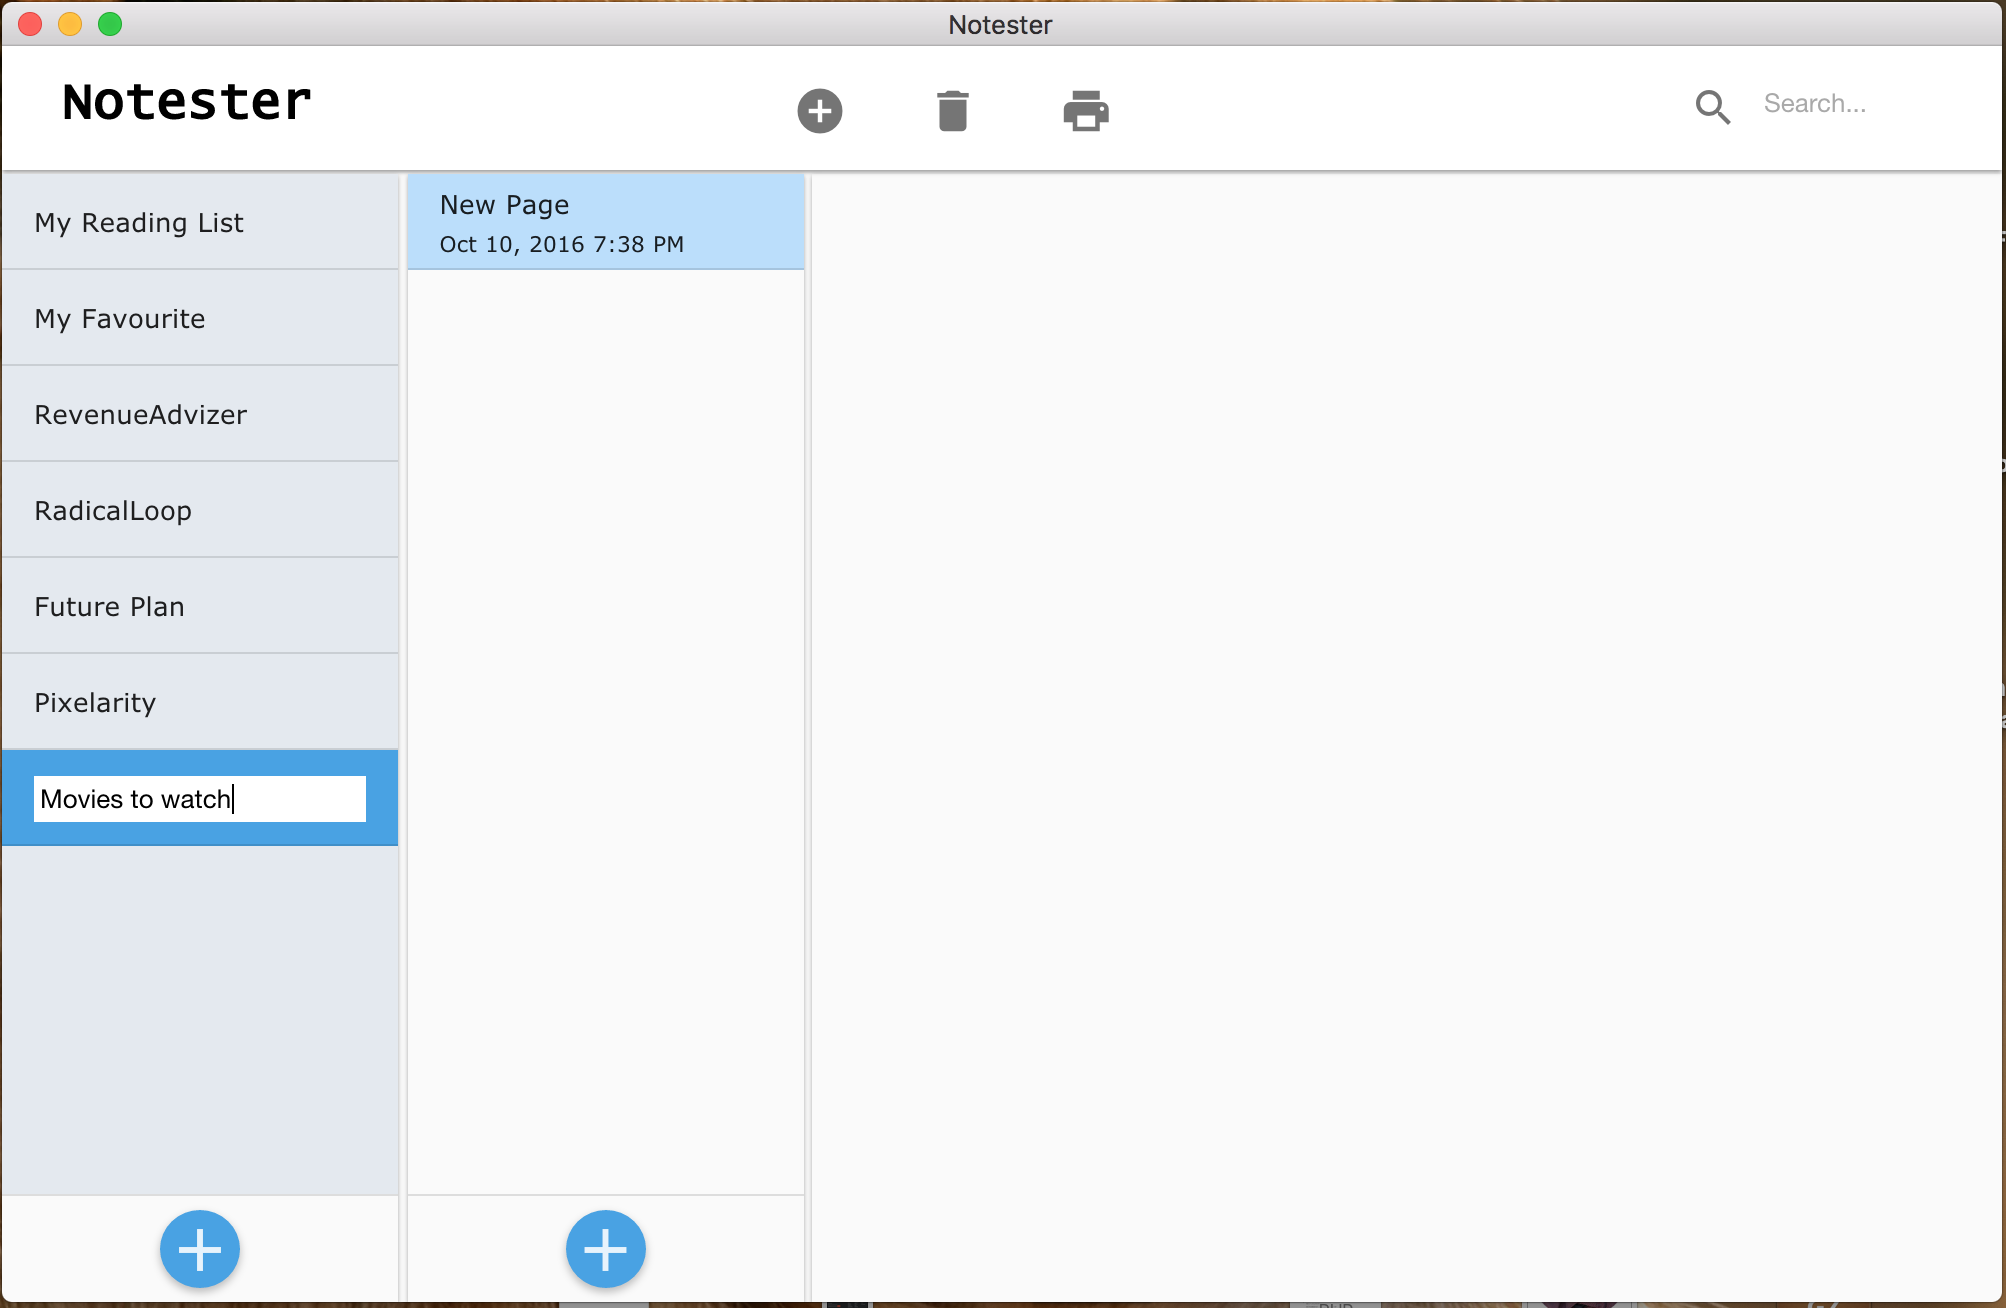 Notester
Notester
Search...
My Reading List
My Favourite
RevenueAdvizer
RadicalLoop
Future Plan
Pixelarity
Movies to watch
New Page
Oct 10, 2016 7:38 PM